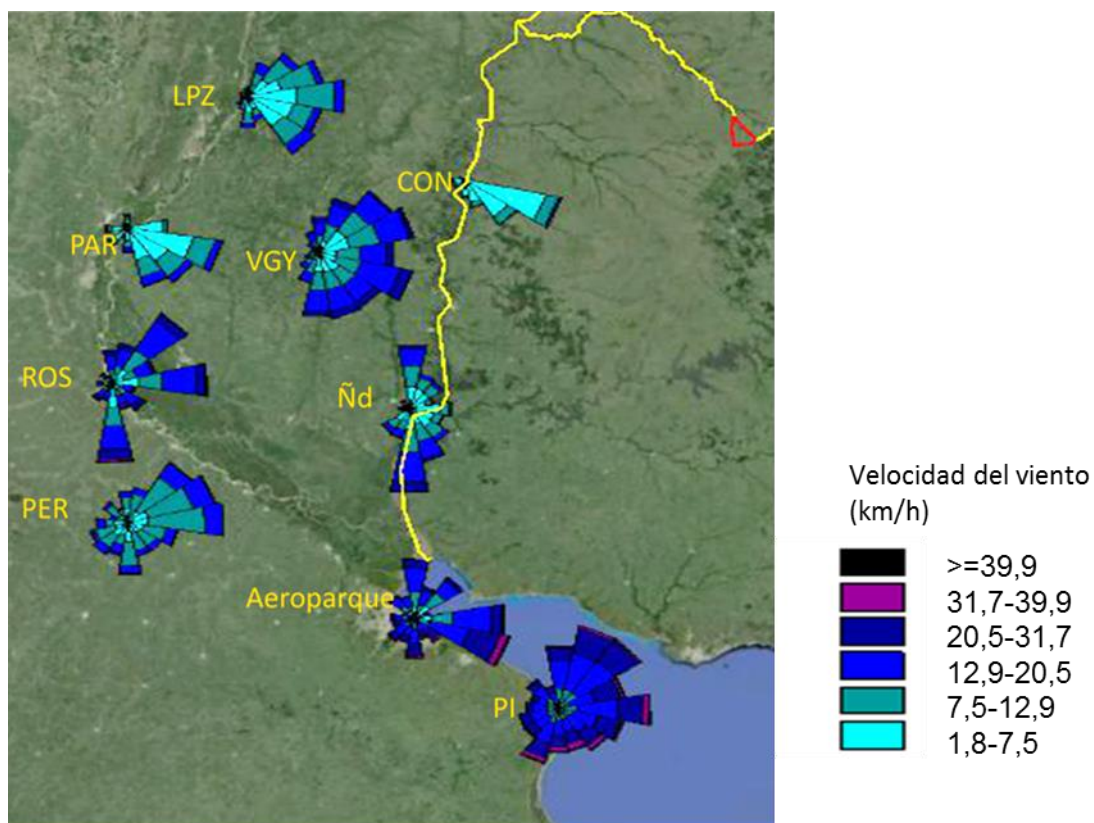 LPZ
CON
PAR
VGY
ROS
Ñd
PER
Aeroparque
PI
Velocidad del viento
(km/h)
>=39,9
31,7-39,9
20,5-31,7
12,9-20,5
7,5-12,9
1,8-7,5